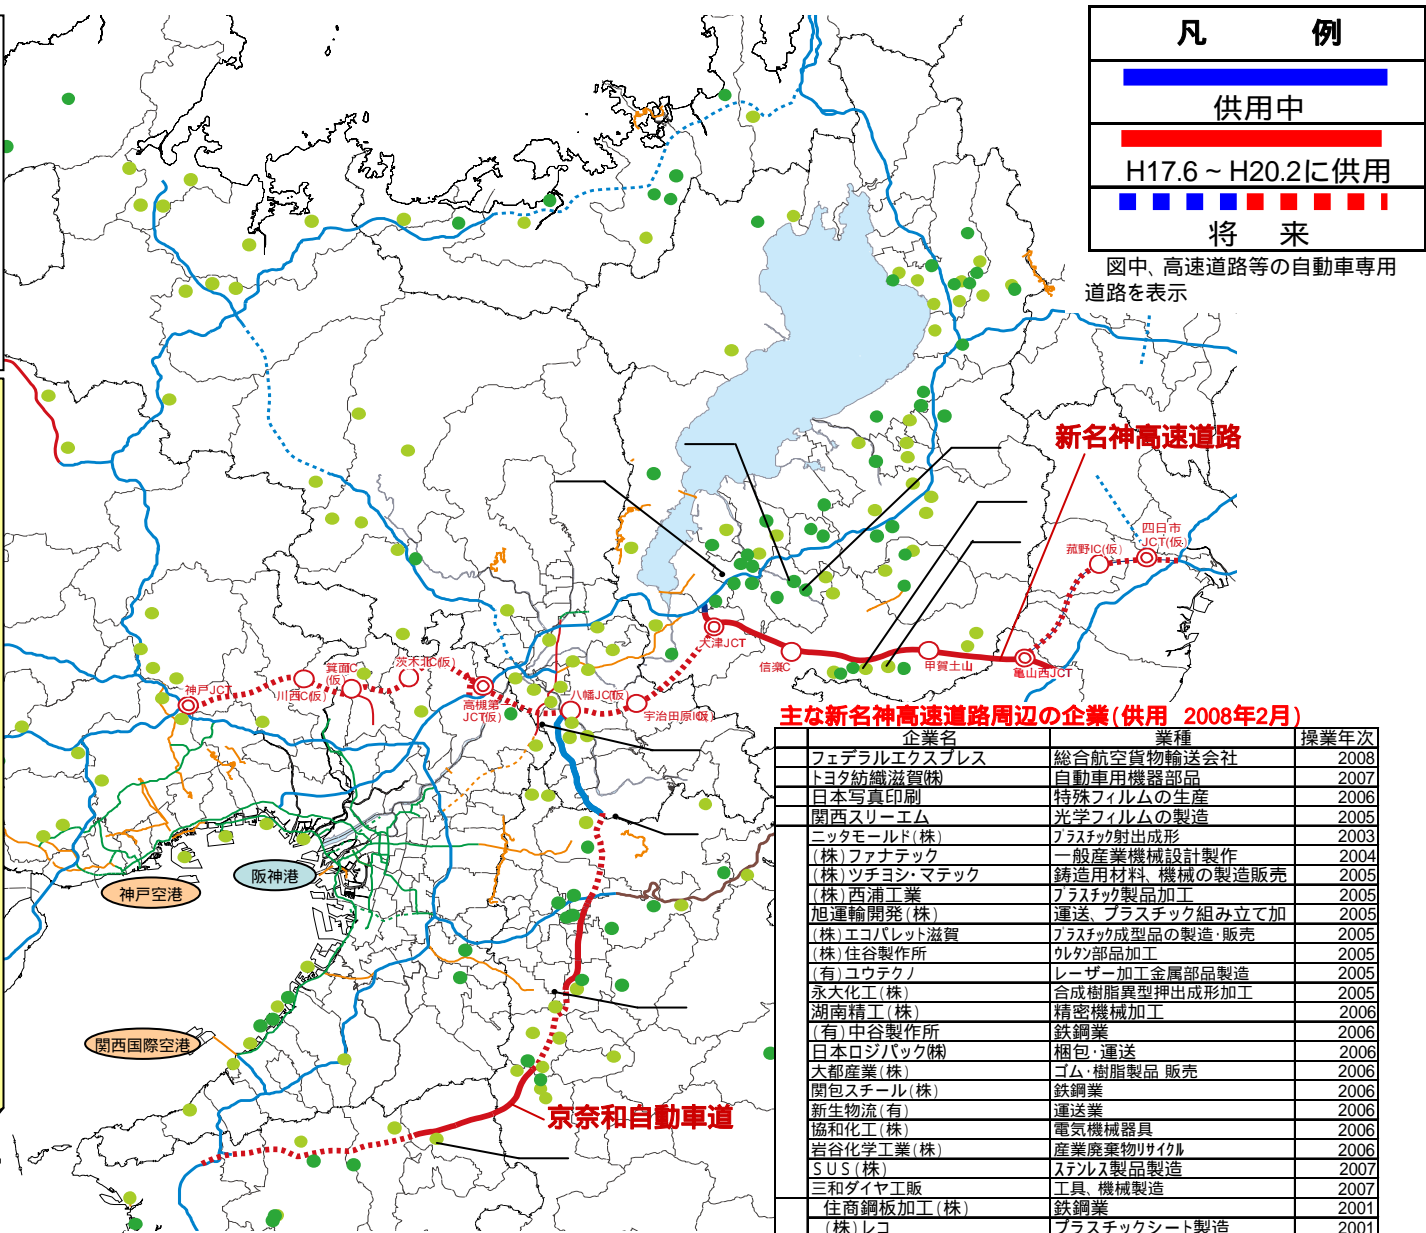 凡 例
供用中
H17.6 ~ H20.2に供用
将 来
図中、高速道路等の自動車専用
道路を表示
新名神高速道路
四日市
JCT(仮)
菰野IC(仮)
大津JCT
信楽C
甲賀土山
亀山西JCT
箕面C
(仮)
茨木北C(仮)
神戸JCT
川西C(仮)
高槻第一
JCT(仮)
八幡JCT(仮
宇治田原IC(仮)
阪神港
神戸空港
関西国際空港
京奈和自動車道
主な新名神高速道路周辺の企業(供用 2008年2月)
企業名 業種 操業年次
フェデラルエクスプレス 総合航空貨物輸送会社 2008
トヨタ紡織滋賀㈱ 自動車用機器部品 2007
日本写真印刷 特殊フィルムの生産 2006
関西スリーエム 光学フィルムの製造 2005
ニッタモールド(株) プラスチック射出成形 2003
(株)ファナテック 一般産業機械設計製作 2004
(株)ツチヨシ・マテック 鋳造用材料、機械の製造販売 2005
(株)西浦工業 プラスチック製品加工 2005
旭運輸開発(株) 運送、プラスチック組み立て加 2005
(株)エコパレット滋賀 プラスチック成型品の製造・販売 2005
(株)住谷製作所 ウレタン部品加工 2005
(有)ユウテクノ レーザー加工金属部品製造 2005
永大化工(株) 合成樹脂異型押出成形加工 2005
湖南精工(株) 精密機械加工 2006
(有)中谷製作所 鉄鋼業 2006
日本ロジパック㈱ 梱包・運送 2006
大都産業(株) ゴム・樹脂製品 販売 2006
関包スチール(株) 鉄鋼業 2006
新生物流(有) 運送業 2006
協和化工(株) 電気機械器具 2006
岩谷化学工業(株) 産業廃棄物リサイクル 2006
SUS(株) ステンレス製品製造 2007
三和ダイヤ工販 工具、機械製造 2007
住商鋼板加工(株) 鉄鋼業 2001
(株)レコ プラスチックシート製造 2001